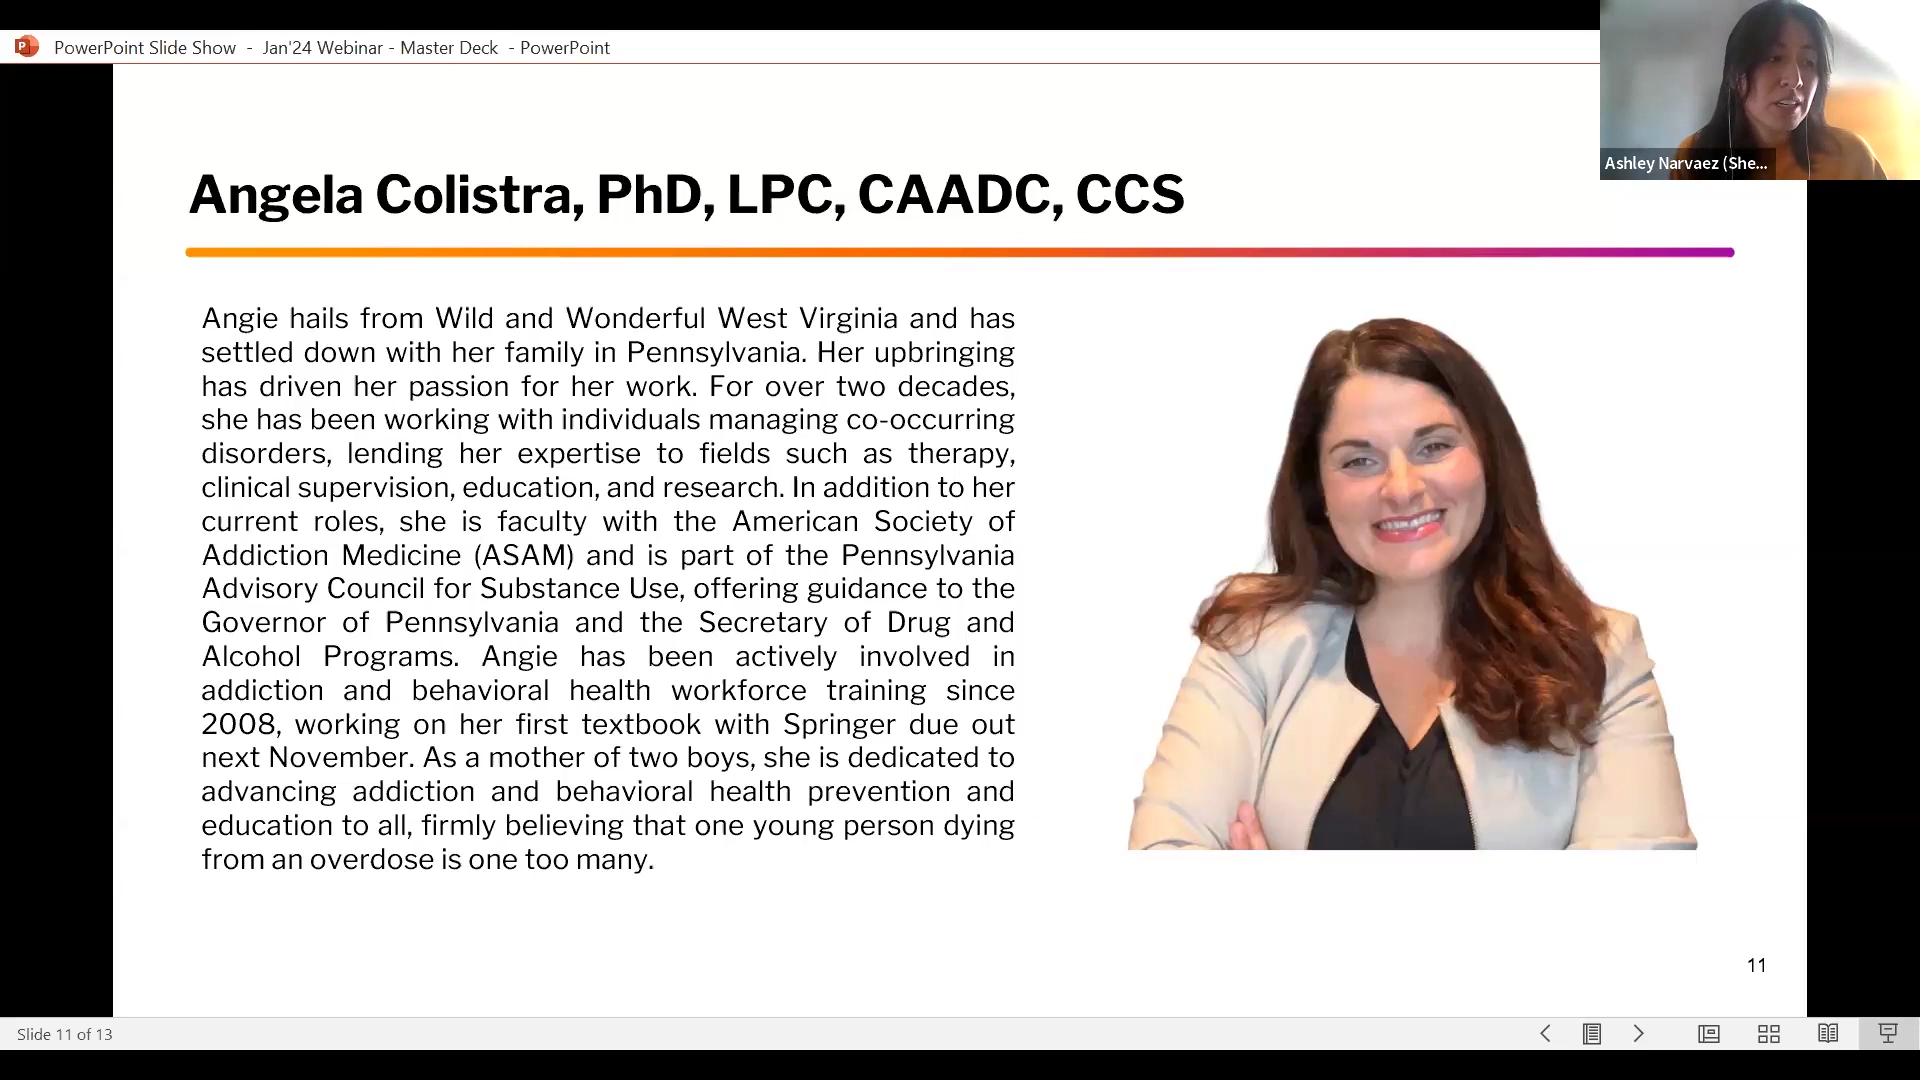 PowerPoint Slide Show - Jan'24 Webinar - Master Deck - PowerPoint
Ashley Narvaez (She...
Angela Colistra, PhD, LPC, CAADC, CCS
Angie hails from Wild and Wonderful West Virginia and has
settled down with her family in Pennsylvania. Her upbringing
has driven her passion for her work. For over two decades,
she has been working with individuals managing co-occurring
disorders, lending her expertise to fields such as therapy,
clinical supervision, education, and research. In addition to her
current roles, she is faculty with the American Society of
Addiction Medicine (ASAM) and is part of the Pennsylvania
Advisory Council for Substance Use, offering guidance to the
Governor of Pennsylvania and the Secretary of Drug and
Alcohol Programs. Angie has been actively involved in
addiction and behavioral health workforce training since
2008, working on her first textbook with Springer due out
next November. As a mother of two boys, she is dedicated to
advancing addiction and behavioral health prevention and
education to all, firmly believing that one young person dying
from an overdose is one too many.
11
Slide 11 of 13